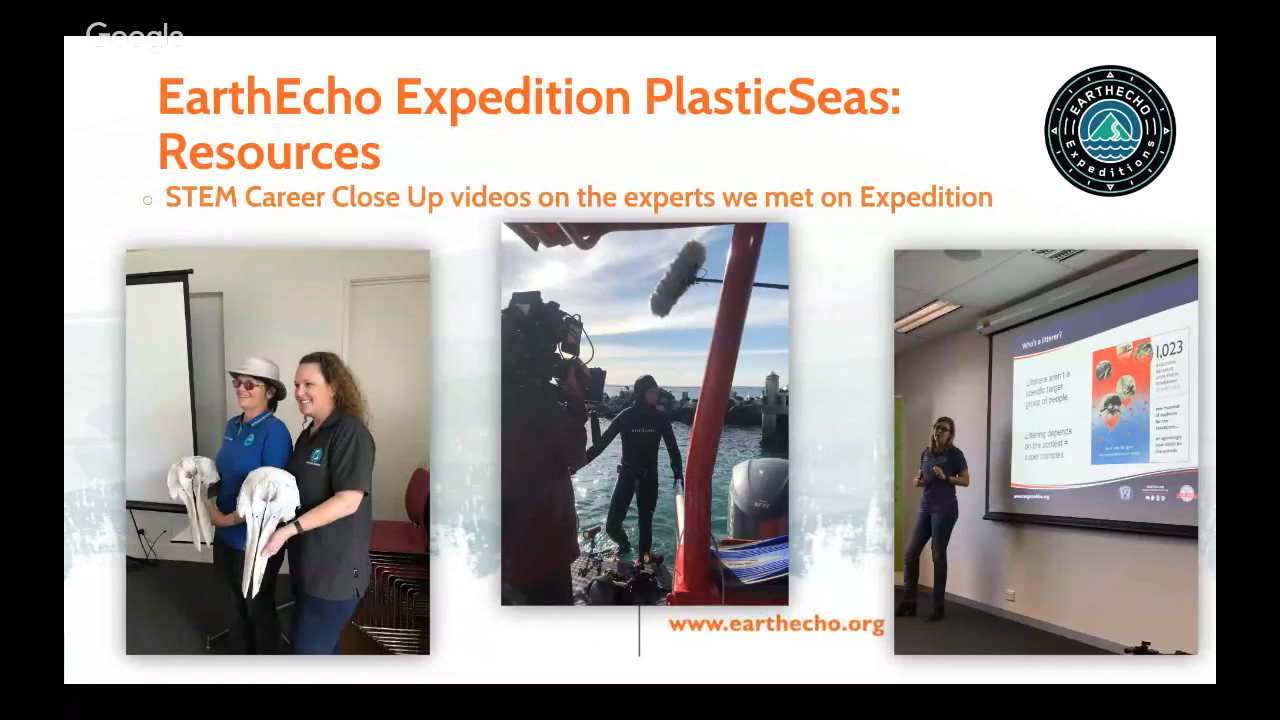 Google
EarthEcho Expedition PlasticSeas:
Resources
EARTHECHO
Expeditions
STEM Career Close Up videos on the experts we met on Expedition
Who's a litterer?
Litterers aren't a
specific target
group of people
Littering depends
on the context =
super complex
1,023
www.earthecho.org